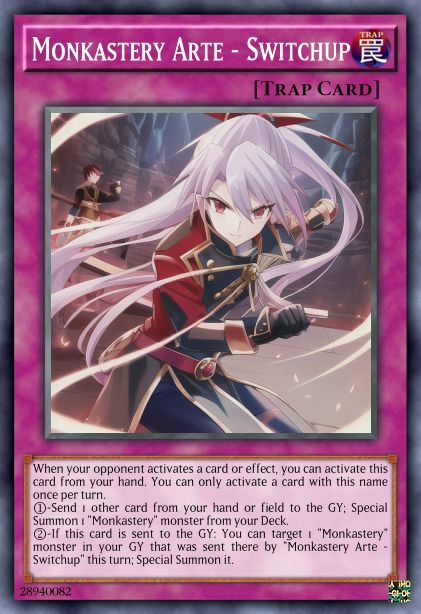 Monkastery Arte - Switchup
TRAP
罠
[Trap Card]
When your opponent activates a card or effect, you can activate this
card from your hand. You can only activate a card with this name
once per turn.
①-Send 1 other card from your hand or field to the GY; Special
Summon 1 "Monkastery" monster from your Deck.
②-If this card is sent to the GY: You can target 1 "Monkastery"
monster in your GY that was sent there by "Monkastery Arte -
Switchup" this turn; Special Summon it.
28940082